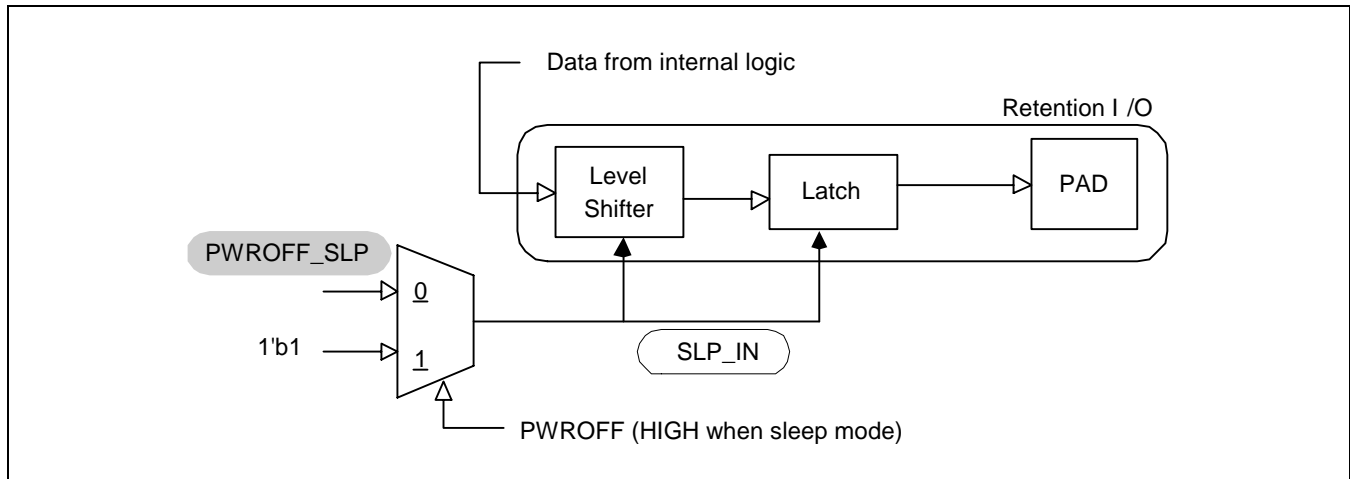 Data from internal logic
Retention I /O
Level
Shifter
Latch
PAD
PWROFF_SLP
0
1'b1
1
SLP_IN
PWROFF (HIGH when sleep mode)